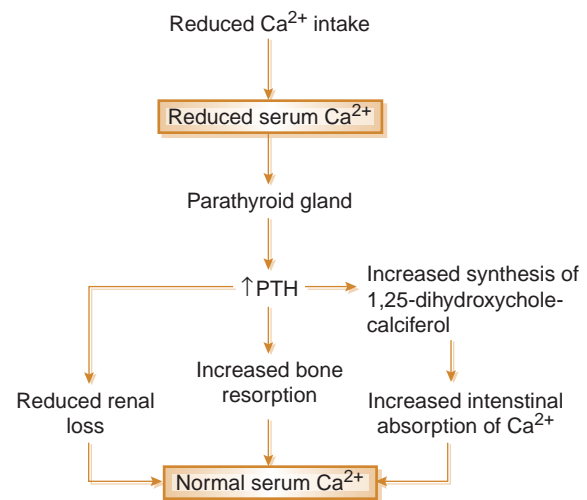 Reduced Ca²⁺ intake
Reduced serum Ca²⁺
Parathyroid gland
↑PTH
Increased synthesis of
1,25-dihydroxychole-
calciferol
Reduced renal
loss
Increased bone
resorption
Increased intenstinal
absorption of Ca²⁺
Normal serum Ca²⁺